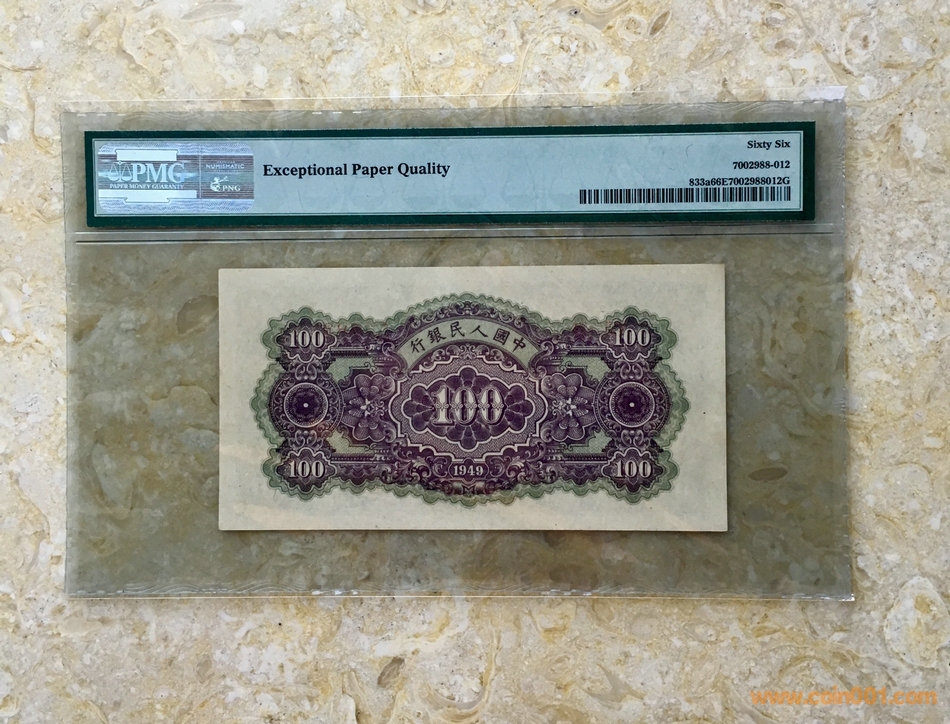 PMG
PAPER MONEY GUARANTY
NUMISMATIC
PNG
Exceptional Paper Quality
Sixty Six
7002988-012
833a66E7002988012G
行銀民人國中
100
100
100
100
100
1949
www.coin001.com